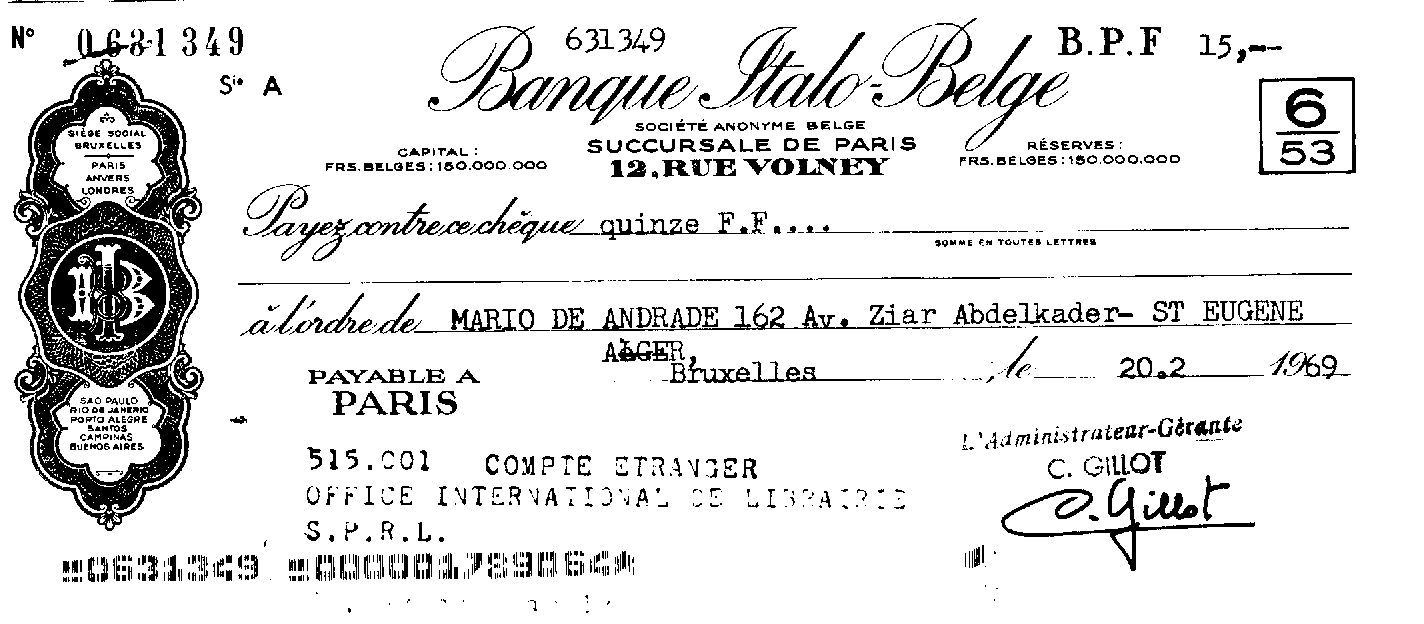 N° 0681349 631349 B.P.F 15,--
Sie A
Banque Italo-Belge
SOCIÉTÉ ANONYME BELGE
SUCCURSALE DE PARIS
12, RUE VOLNEY
CAPITAL :
FRS. BELGES : 150.000.000
RÉSERVES :
FRS. BELGES : 150.000.000
6
53
SIÈGE SOCIAL
BRUXELLES
PARIS
ANVERS
LONDRES
IBB
SAO PAULO
RIO DE JANEIRO
PORTO ALEGRE
SANTOS
CAMPINAS
BUENOS AIRES
Payez contre ce chèque quinze F.F....
SOMME EN TOUTES LETTRES
à l'ordre de MARIO DE ANDRADE 162 Av. Ziar Abdelkader- ST EUGENE
ALGER,
Bruxelles, le 20.2 1969
PAYABLE A
PARIS
L'Administrateur-Gérante
C. GILLOT
C. Gillot
515.001 COMPTE ETRANGER
OFFICE INTERNATIONAL DE LIBRAIRIE
S.P.R.L.
0631349 000001789064